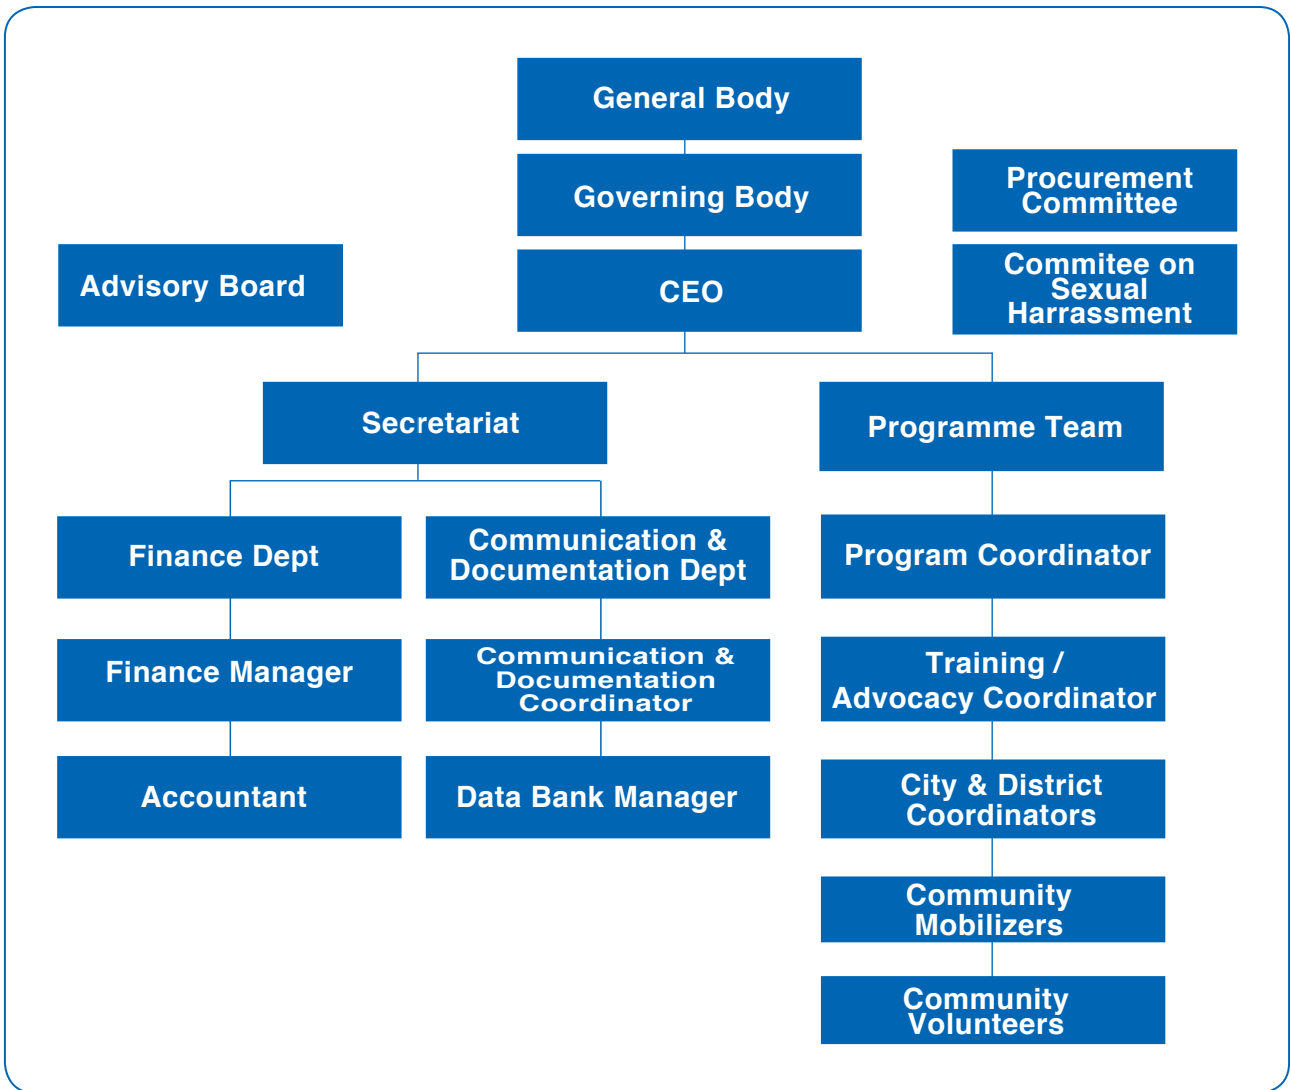 General Body
Governing Body
Procurement
Committee
Advisory Board
CEO
Commitee on
Sexual
Harrassment
Secretariat
Programme Team
Finance Dept
Communication &
Documentation Dept
Program Coordinator
Finance Manager
Communication &
Documentation
Coordinator
Training /
Advocacy Coordinator
Accountant
Data Bank Manager
City & District
Coordinators
Community
Mobilizers
Community
Volunteers